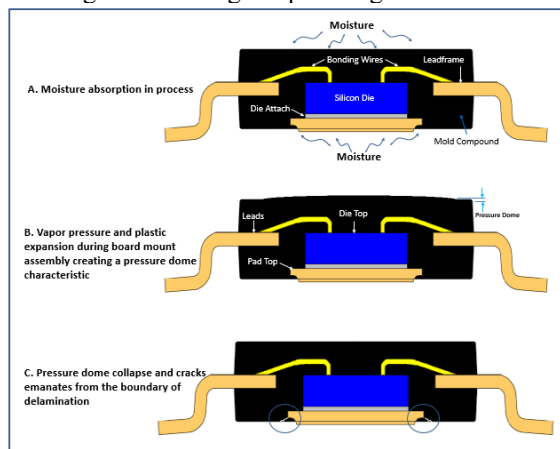 Moisture
Bonding Wires
Leadframe
A. Moisture absorption in process
Silicon Die
Die Attach
Mold Compound
Moisture
Pressure Dome
Leads
Die Top
B. Vapor pressure and plastic
expansion during board mount
assembly creating a pressure dome
characteristic
Pad Top
C. Pressure dome collapse and cracks
emanates from the boundary of
delamination